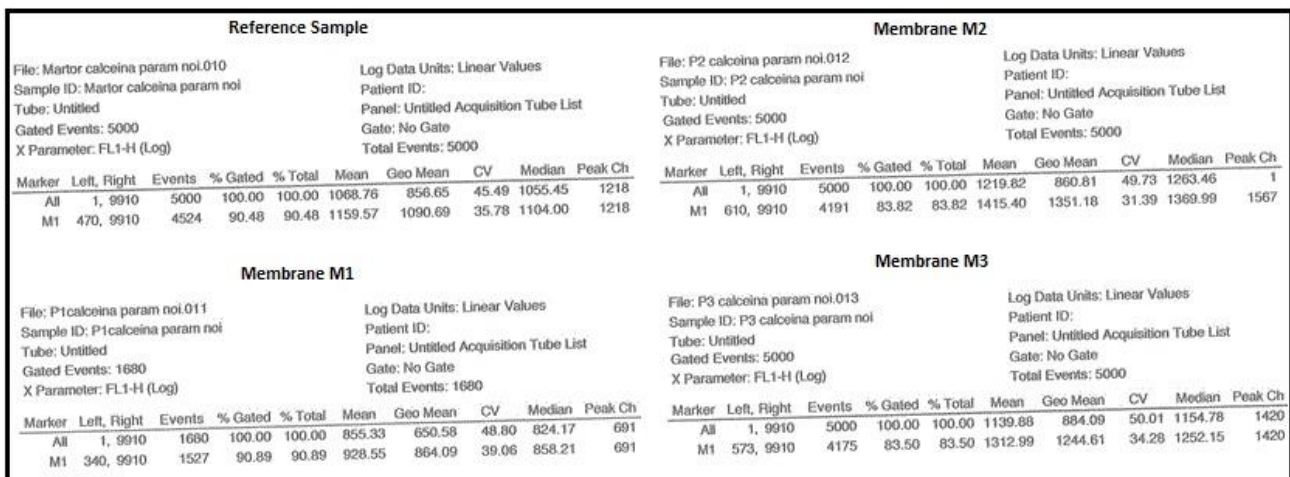 Reference Sample
File: Martor calceina param noi.010 Log Data Units: Linear Values
Sample ID: Martor calceina param noi Patient ID:
Tube: Untitled Panel: Untitled Acquisition Tube List
Gated Events: 5000 Gate: No Gate
X Parameter: FL1-H (Log) Total Events: 5000
Marker Left, Right Events % Gated % Total Mean Geo Mean CV Median Peak Ch
All 1, 9910 5000 100.00 100.00 1068.76 856.65 45.49 1055.45 1218
M1 470, 9910 4524 90.48 90.48 1159.57 1090.69 35.78 1104.00 1218
Membrane M1
File: P1calceina param noi.011 Log Data Units: Linear Values
Sample ID: P1calceina param noi Patient ID:
Tube: Untitled Panel: Untitled Acquisition Tube List
Gated Events: 1680 Gate: No Gate
X Parameter: FL1-H (Log) Total Events: 1680
Marker Left, Right Events % Gated % Total Mean Geo Mean CV Median Peak Ch
All 1, 9910 1680 100.00 100.00 855.33 650.58 48.80 824.17 691
M1 340, 9910 1527 90.89 90.89 928.55 864.09 39.06 858.21 691
Membrane M2
File: P2 calceina param noi.012 Log Data Units: Linear Values
Sample ID: P2 calceina param noi Patient ID:
Tube: Untitled Panel: Untitled Acquisition Tube List
Gated Events: 5000 Gate: No Gate
X Parameter: FL1-H (Log) Total Events: 5000
Marker Left, Right Events % Gated % Total Mean Geo Mean CV Median Peak Ch
All 1, 9910 5000 100.00 100.00 1219.82 860.81 49.73 1263.46 1
M1 610, 9910 4191 83.82 83.82 1415.40 1351.18 31.39 1369.99 1567
Membrane M3
File: P3 calceina param noi.013 Log Data Units: Linear Values
Sample ID: P3 calceina param noi Patient ID:
Tube: Untitled Panel: Untitled Acquisition Tube List
Gated Events: 5000 Gate: No Gate
X Parameter: FL1-H (Log) Total Events: 5000
Marker Left, Right Events % Gated % Total Mean Geo Mean CV Median Peak Ch
All 1, 9910 5000 100.00 100.00 1139.88 884.09 50.01 1154.78 1420
M1 573, 9910 4175 83.50 83.50 1312.99 1244.61 34.28 1252.15 1420